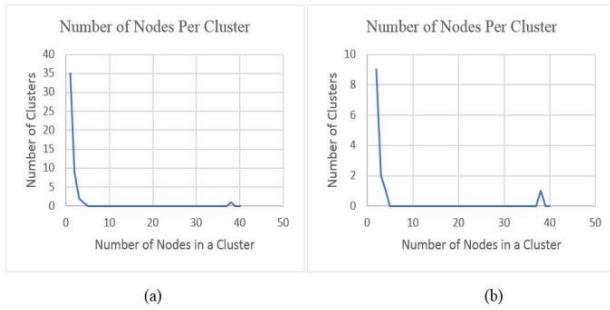 Number of Nodes Per Cluster
40
35
30
25
20
15
10
5
0
0 10 20 30 40 50
Number of Clusters
Number of Nodes in a Cluster
(a)
Number of Nodes Per Cluster
10
8
6
4
2
0
0 10 20 30 40 50
Number of Clusters
Number of Nodes in a Cluster
(b)